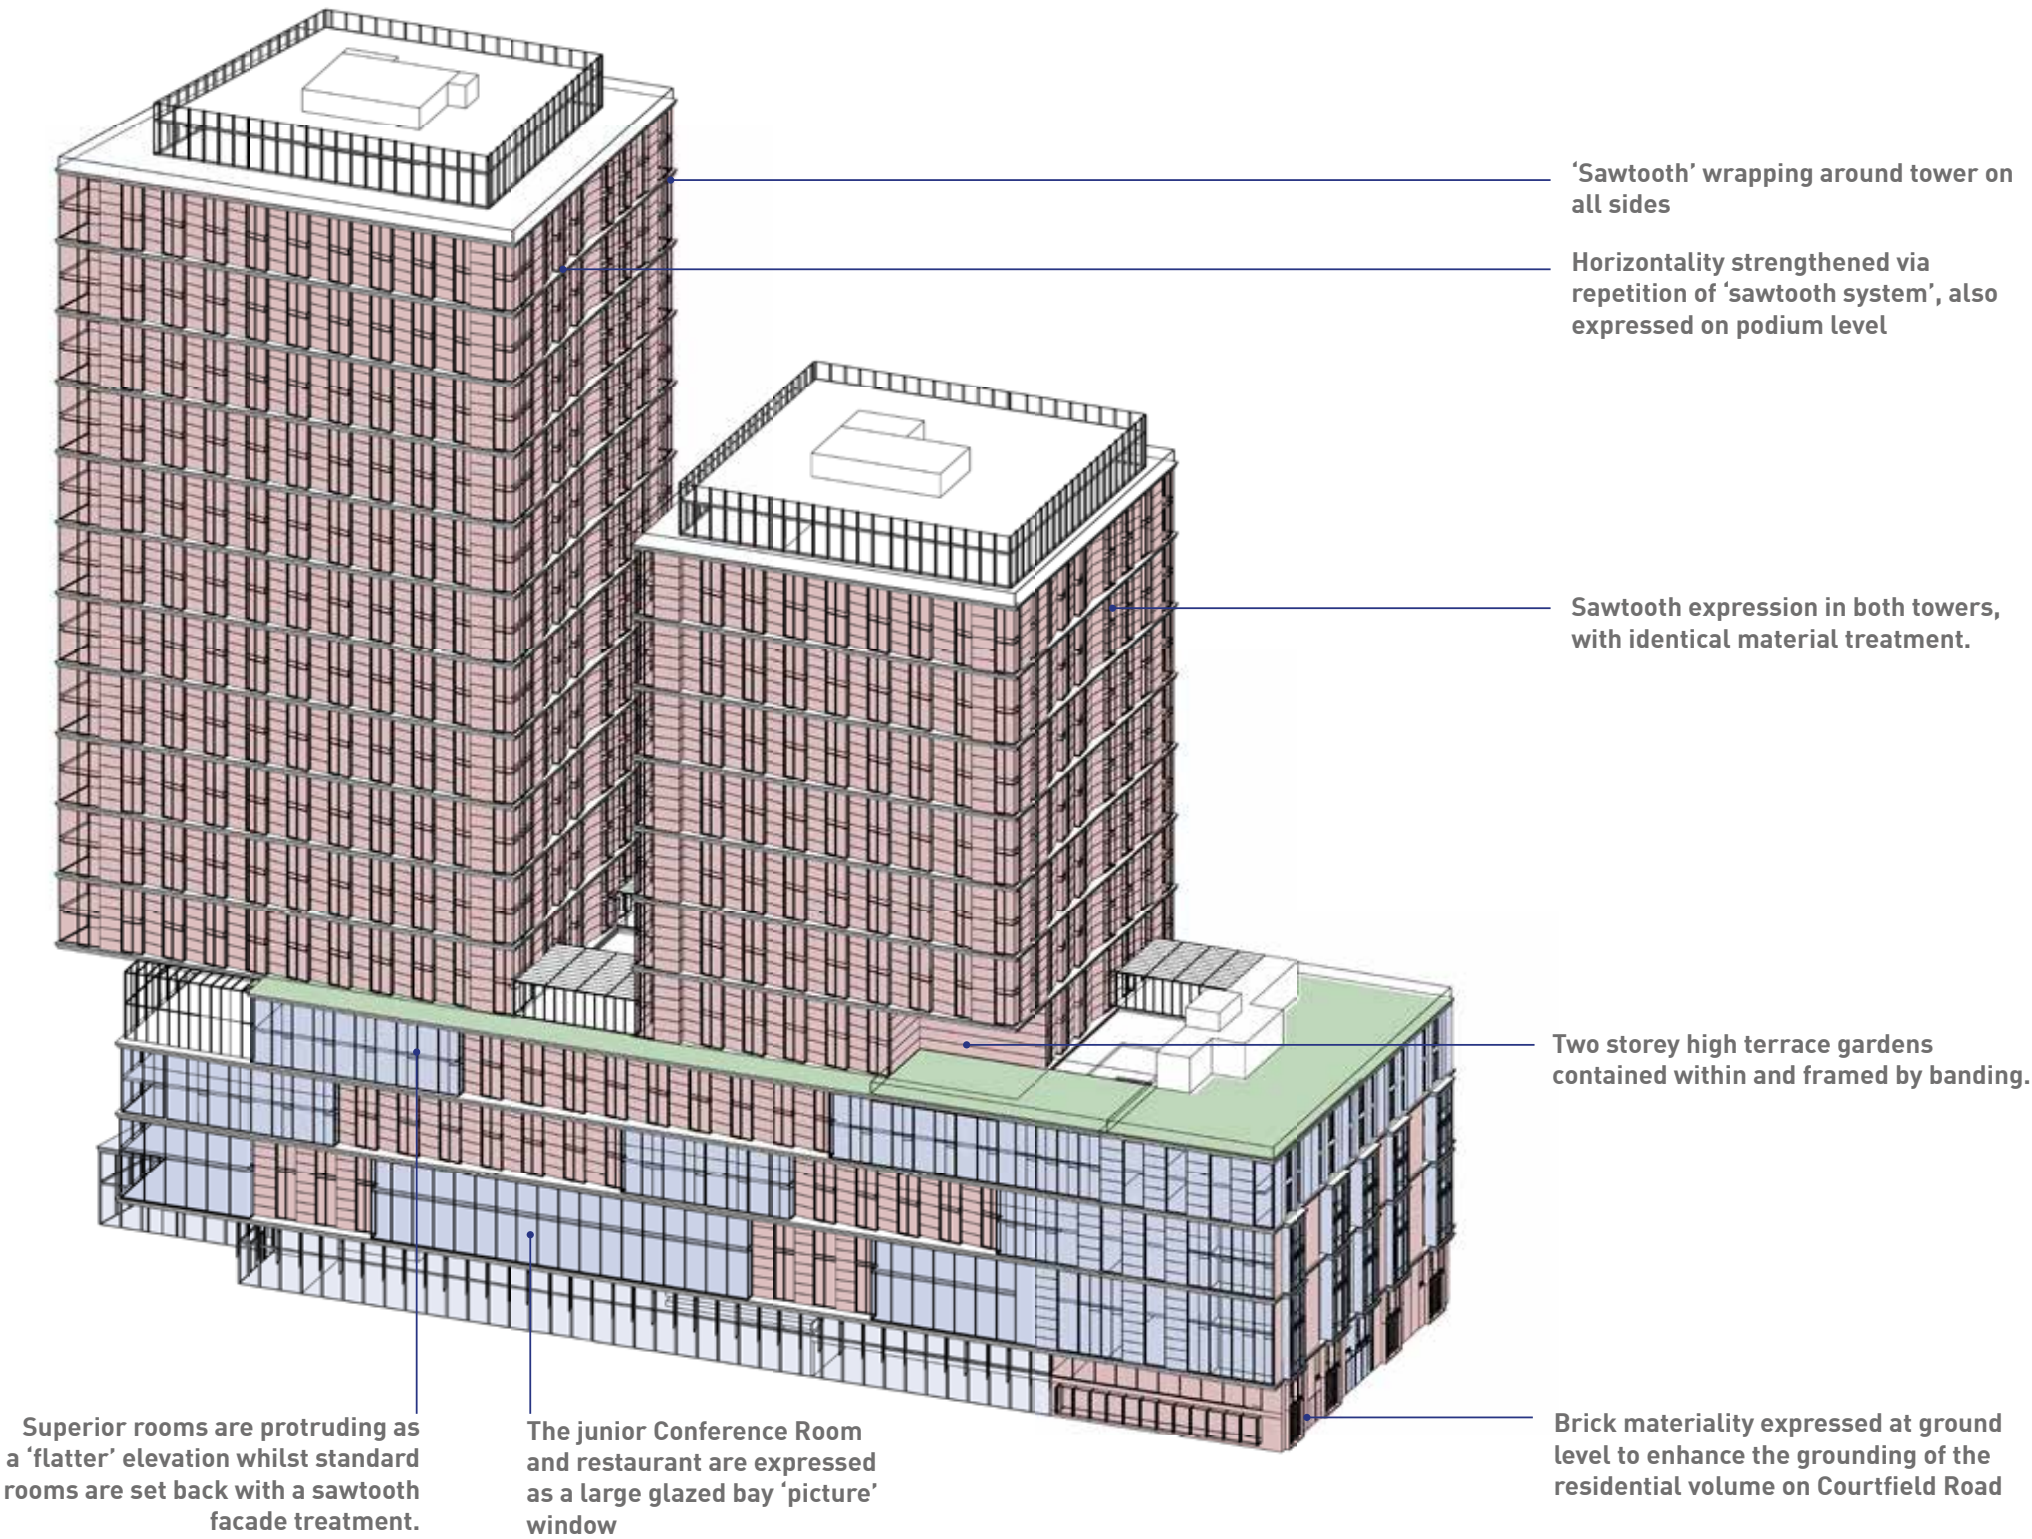 ‘Sawtooth’ wrapping around tower on
all sides
Horizontality strengthened via
repetition of ‘sawtooth system’, also
expressed on podium level
Sawtooth expression in both towers,
with identical material treatment.
Two storey high terrace gardens
contained within and framed by banding.
Superior rooms are protruding as
a ‘flatter’ elevation whilst standard
rooms are set back with a sawtooth
facade treatment.
The junior Conference Room
and restaurant are expressed
as a large glazed bay ‘picture’
window
Brick materiality expressed at ground
level to enhance the grounding of the
residential volume on Courtfield Road